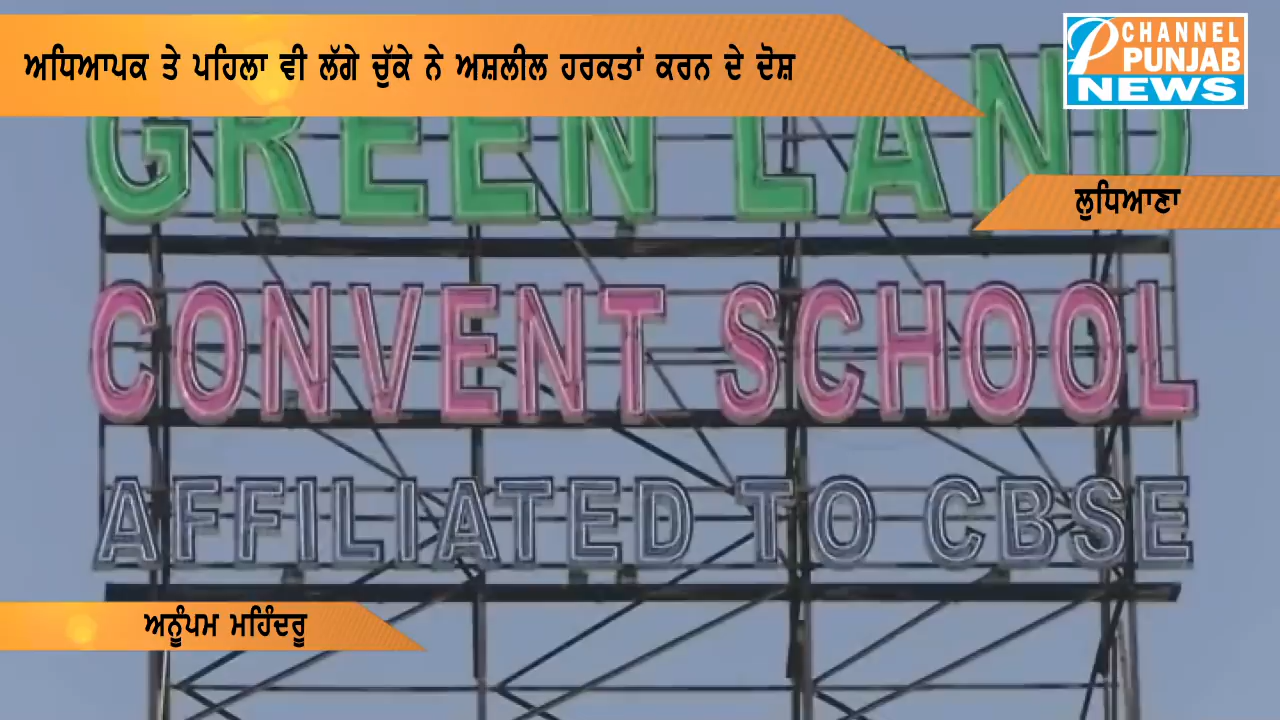 ਅਧਿਆਪਕ ਤੇ ਪਹਿਲਾ ਵੀ ਲੱਗੇ ਚੁੱਕੇ ਨੇ ਅਸ਼ਲੀਲ ਹਰਕਤਾਂ ਕਰਨ ਦੇ ਦੋਸ਼
CHANNEL
PUNJAB
NEWS
GREEN LAND
ਲੁਧਿਆਣਾ
CONVENT SCHOOL
AFFILIATED TO CBSE
ਅਨੂੰਪਮ ਮਹਿੰਦਰੂ